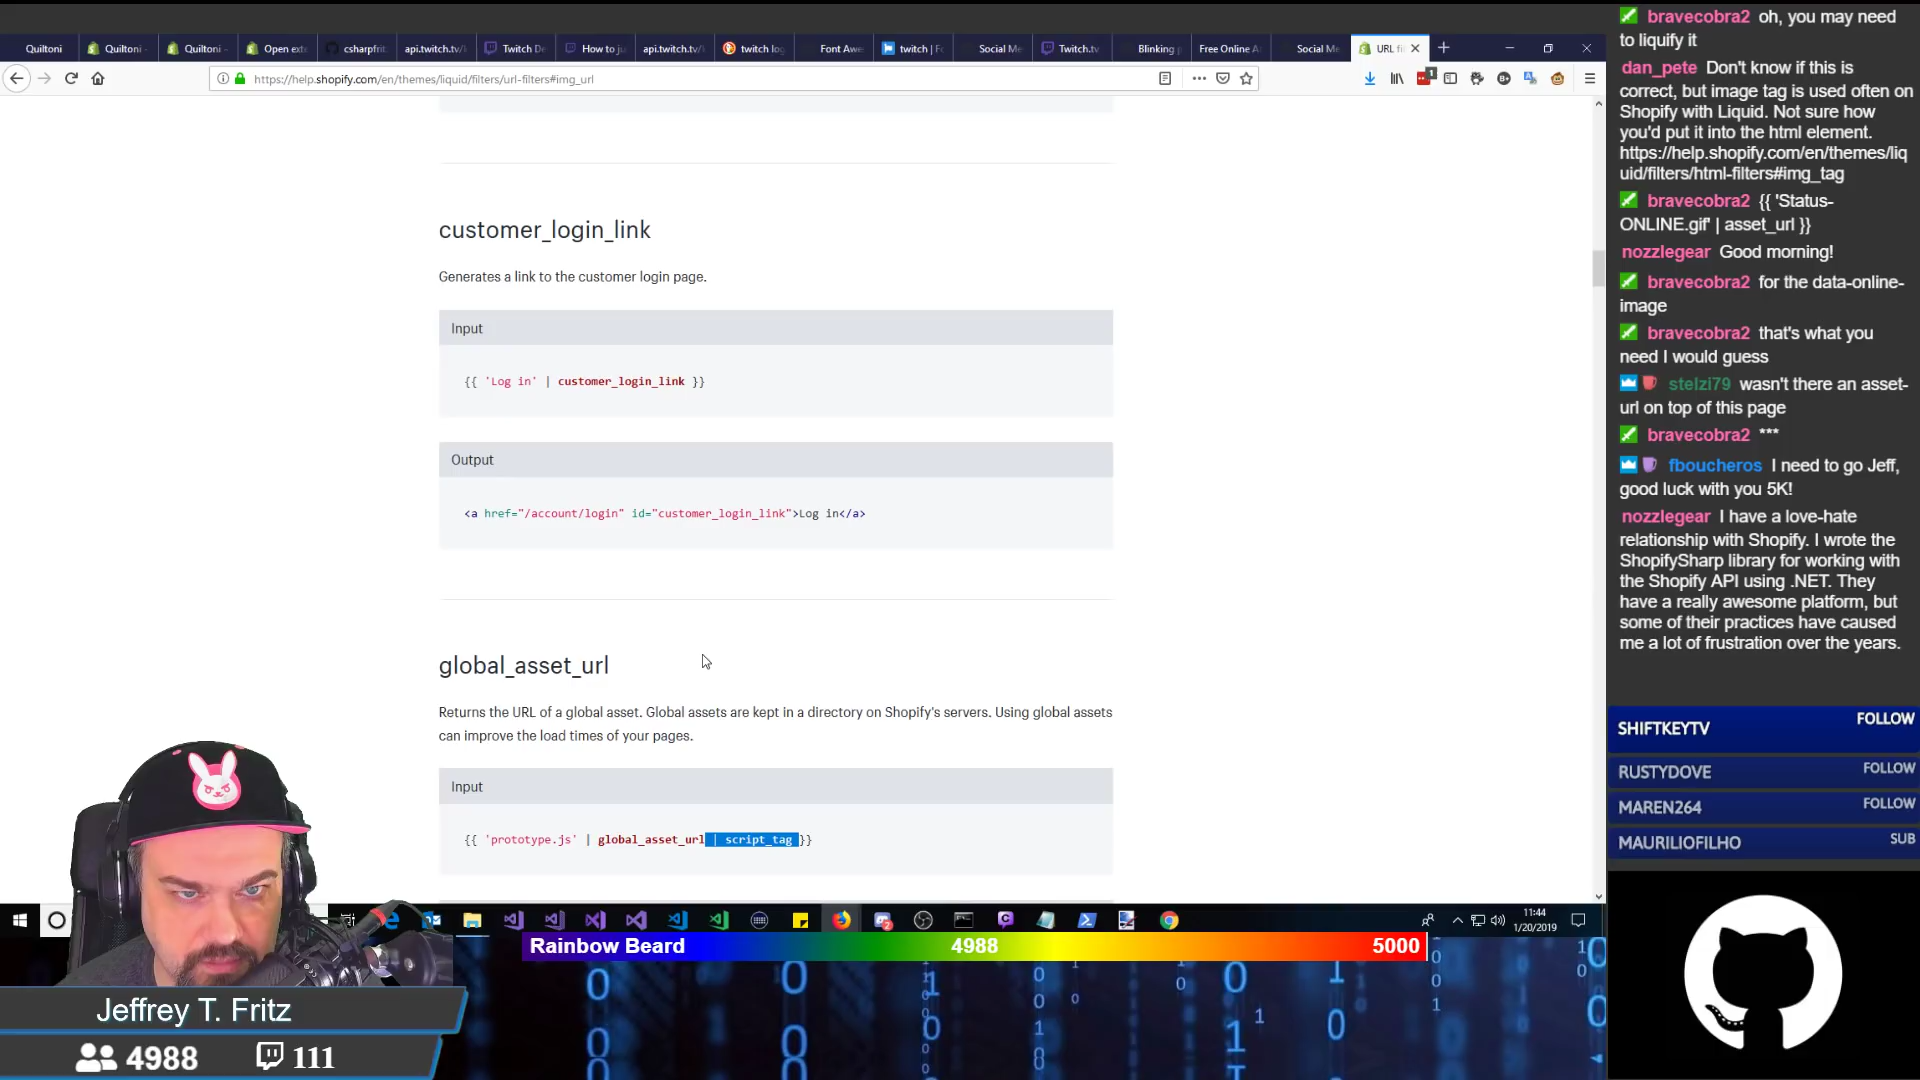 Quiltoni
Quiltoni -
Quiltoni -
Open exte
csharpfrit
api.twitch.tv/k
Twitch De
How to ju
api.twitch.tv/k
twitch log
Font Awe
twitch | Fo
Social Me
Twitch.tv
Blinking p
Free Online A
Social Me
URL fi
https://help.shopify.com/en/themes/liquid/filters/url-filters#img_url
1
customer_login_link
Generates a link to the customer login page.
Input
{{ 'Log in' | customer_login_link }}
Output
<a href="/account/login" id="customer_login_link">Log in</a>
global_asset_url
Returns the URL of a global asset. Global assets are kept in a directory on Shopify's servers. Using global assets
can improve the load times of your pages.
Input
{{ 'prototype.js' | global_asset_url | script_tag }}
bravecobra2 oh, you may need
to liquify it
dan_pete Don't know if this is
correct, but image tag is used often on
Shopify with Liquid. Not sure how
you'd put it into the html element.
https://help.shopify.com/en/themes/liq
uid/filters/html-filters#img_tag
bravecobra2 {{ 'Status-
ONLINE.gif' | asset_url }}
nozzlegear Good morning!
bravecobra2 for the data-online-
image
bravecobra2 that's what you
need I would guess
stelzi79 wasn't there an asset-
url on top of this page
bravecobra2 ***
fboucheros I need to go Jeff,
good luck with you 5K!
nozzlegear I have a love-hate
relationship with Shopify. I wrote the
ShopifySharp library for working with
the Shopify API using .NET. They
have a really awesome platform, but
some of their practices have caused
me a lot of frustration over the years.
SHIFTKEYTV FOLLOW
RUSTYDOVE FOLLOW
MAREN264 FOLLOW
MAURILIOFILHO SUB
11:44
1/20/2019
Rainbow Beard 4988 5000
Jeffrey T. Fritz
4988 111